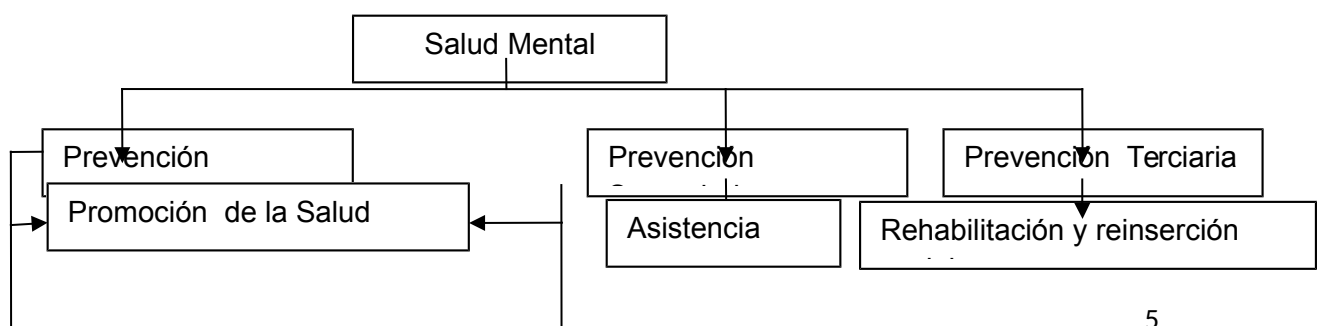 Salud Mental
Prevención
Prevención
Prevención Terciaria
Promoción de la Salud
Asistencia
Rehabilitación y reinserción
5